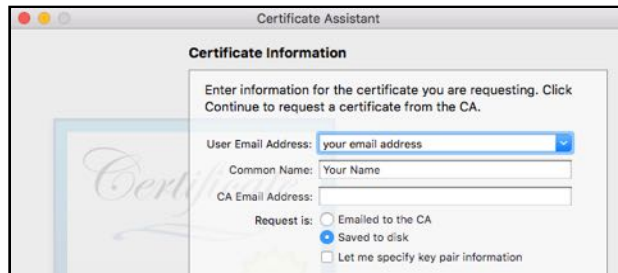 Certificate Assistant
Certificate Information
Enter information for the certificate you are requesting. Click
Continue to request a certificate from the CA.
User Email Address: your email address
Common Name: Your Name
CA Email Address:
Request is: Emailed to the CA
Saved to disk
Let me specify key pair information
Certificate